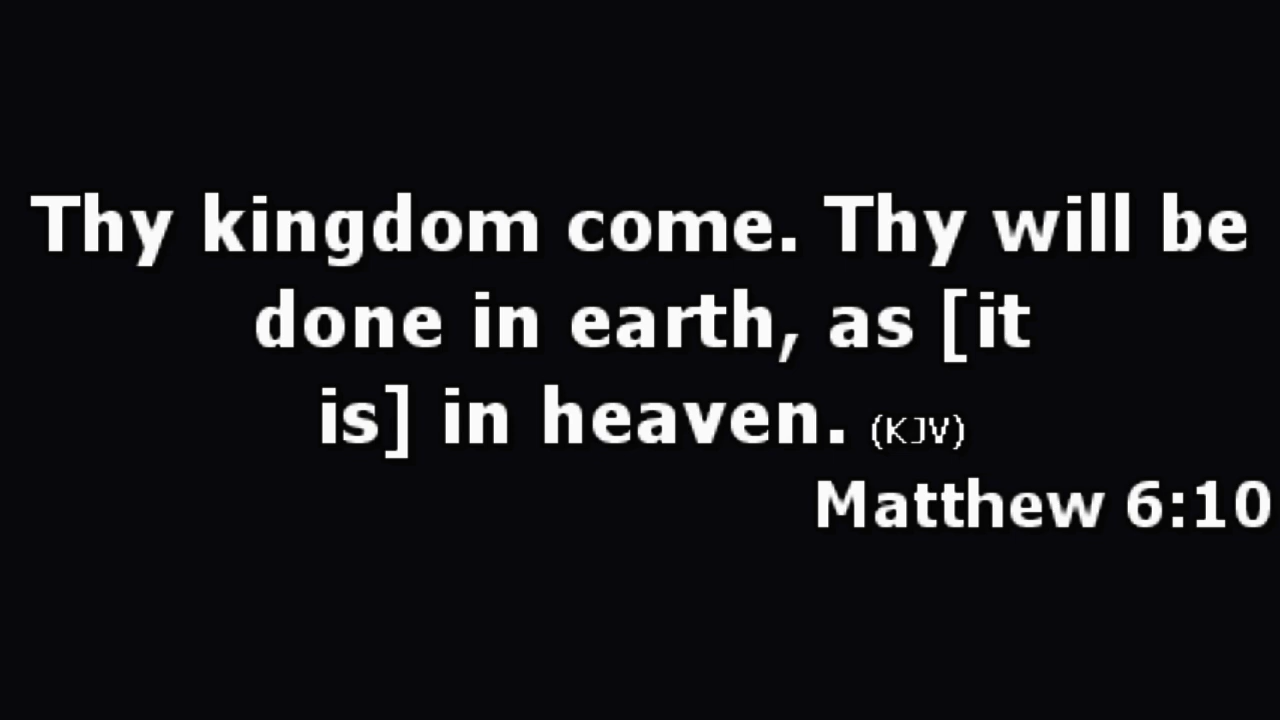 Thy kingdom come. Thy will be
done in earth, as [it
is] in heaven. (KJV)
Matthew 6:10